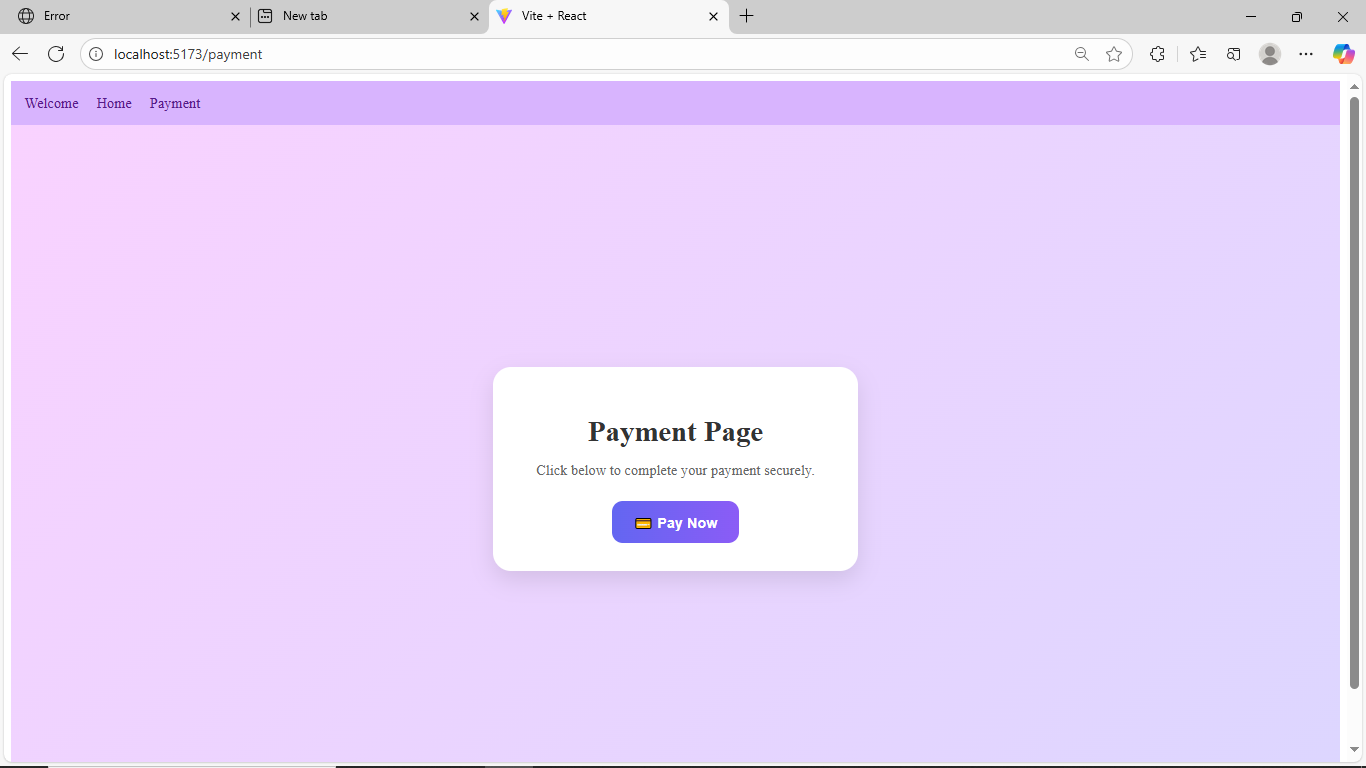 Error
New tab
Vite + React
localhost:5173/payment
Welcome Home Payment
Payment Page
Click below to complete your payment securely.
💳 Pay Now